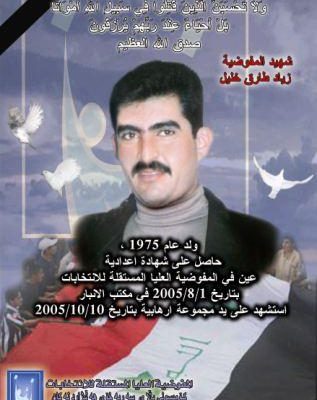 ولا تحسبن الذين قتلوا في سبيل الله امواتا
بل أحياء عند ربهم يرزقون
صدق الله العظيم
شهيد المفوضية
زياد طارق خليل
ولد عام 1975 ،
حاصل على شهادة اعدادية
عين في المفوضية العليا المستقلة للانتخابات
بتاريخ 2005/8/1 في مكتب الانبار
استشهد على يد مجموعة ارهابية بتاريخ 2005/10/10
المفوضية العليا المستقلة للانتخابات